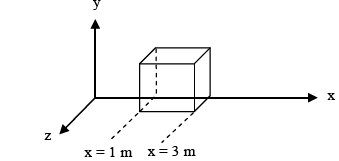 y
x
z
x = 1 m x = 3 m